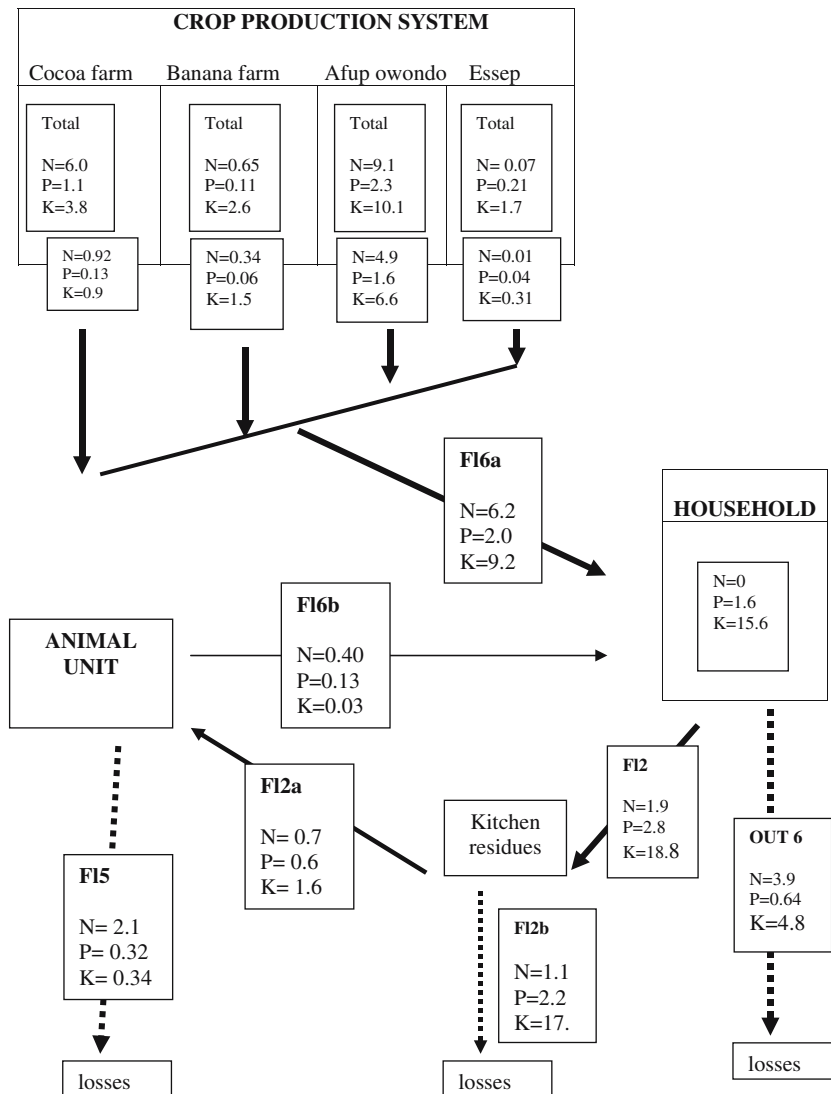 CROP PRODUCTION SYSTEM
Cocoa farm
Banana farm
Afup owondo
Essep
Total
N=6.0
P=1.1
K=3.8
Total
N=0.65
P=0.11
K=2.6
Total
N=9.1
P=2.3
K=10.1
Total
N= 0.07
P=0.21
K=1.7
N=0.92
P=0.13
K=0.9
N=0.34
P=0.06
K=1.5
N=4.9
P=1.6
K=6.6
N=0.01
P=0.04
K=0.31
Fl6a
N=6.2
P=2.0
K=9.2
HOUSEHOLD
N=0
P=1.6
K=15.6
Fl6b
N=0.40
P=0.13
K=0.03
ANIMAL
UNIT
Fl2
N=1.9
P=2.8
K=18.8
Fl2a
N= 0.7
P= 0.6
K= 1.6
Kitchen
residues
OUT 6
N=3.9
P=0.64
K=4.8
Fl5
N= 2.1
P= 0.32
K= 0.34
Fl2b
N=1.1
P=2.2
K=17.
losses
losses
losses